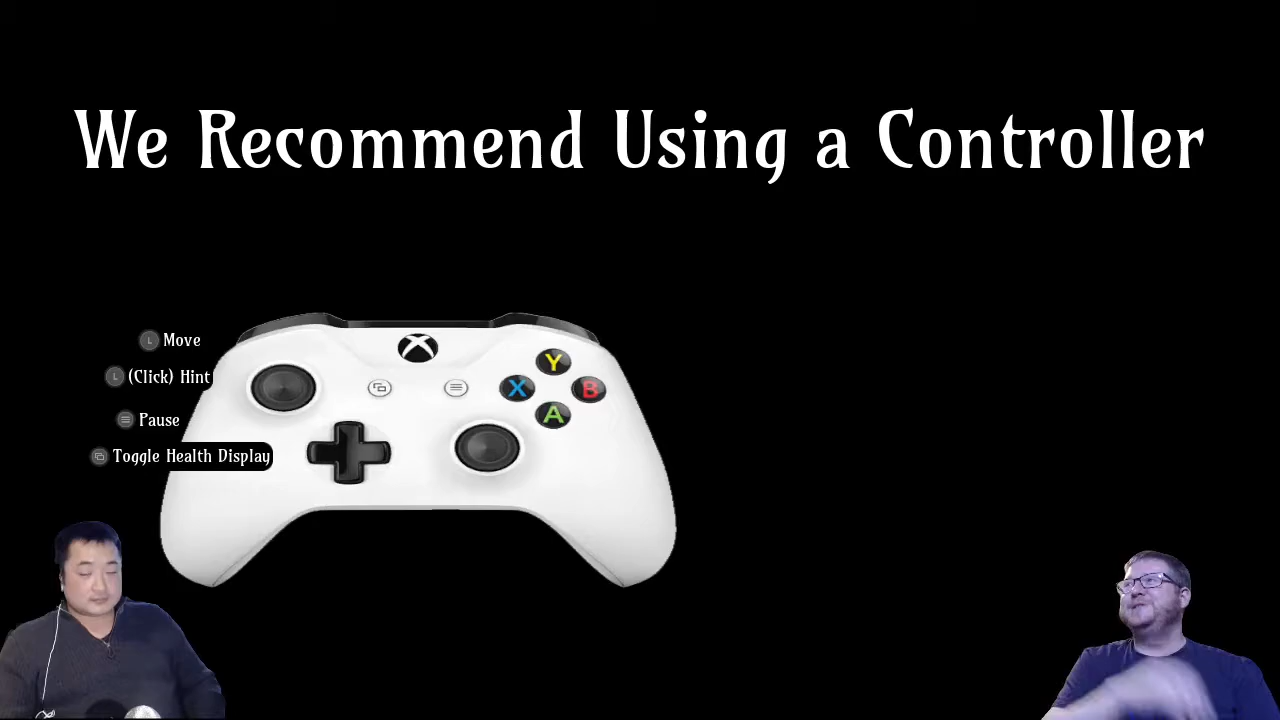 We Recommend Using a Controller
L Move
L (Click) Hint
Pause
Toggle Health Display
Y
X B
A